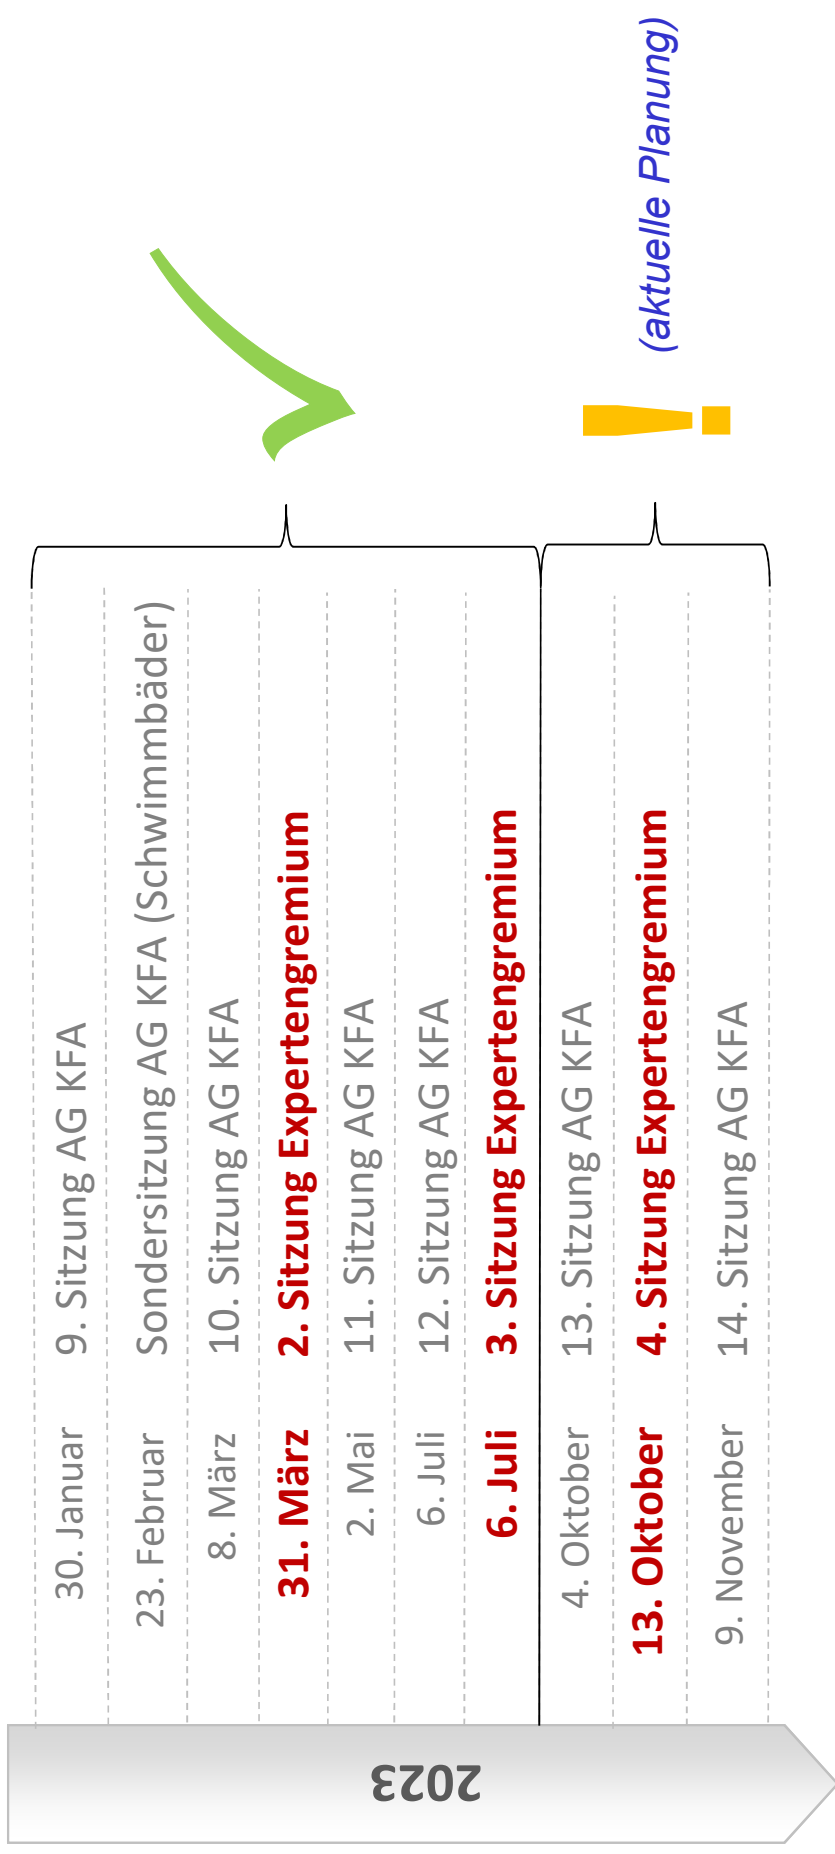 2023
30. Januar 9. Sitzung AG KFA
23. Februar Sondersitzung AG KFA (Schwimmbäder)
8. März 10. Sitzung AG KFA
31. März 2. Sitzung Expertengremium
2. Mai 11. Sitzung AG KFA
6. Juli 12. Sitzung AG KFA
6. Juli 3. Sitzung Expertengremium
4. Oktober 13. Sitzung AG KFA
13. Oktober 4. Sitzung Expertengremium
9. November 14. Sitzung AG KFA
(aktuelle Planung)